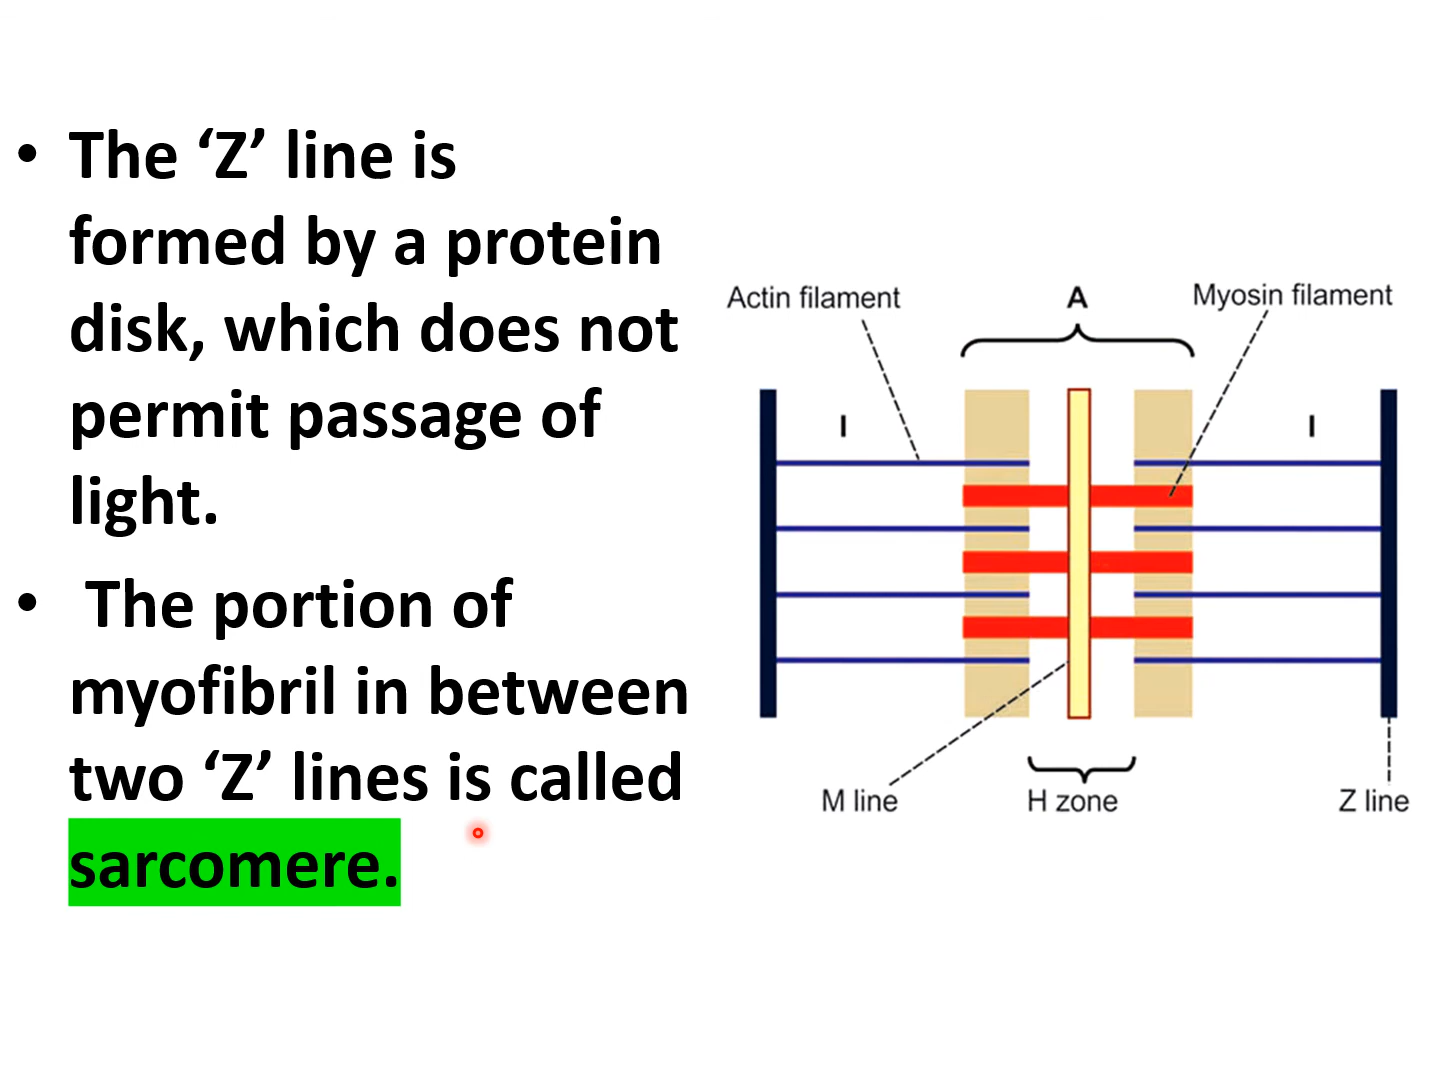 • The ‘Z’ line is
formed by a protein
disk, which does not
permit passage of
light.
• The portion of
myofibril in between
two ‘Z’ lines is called
sarcomere.
Actin filament
A
Myosin filament
I
I
M line
H zone
Z line